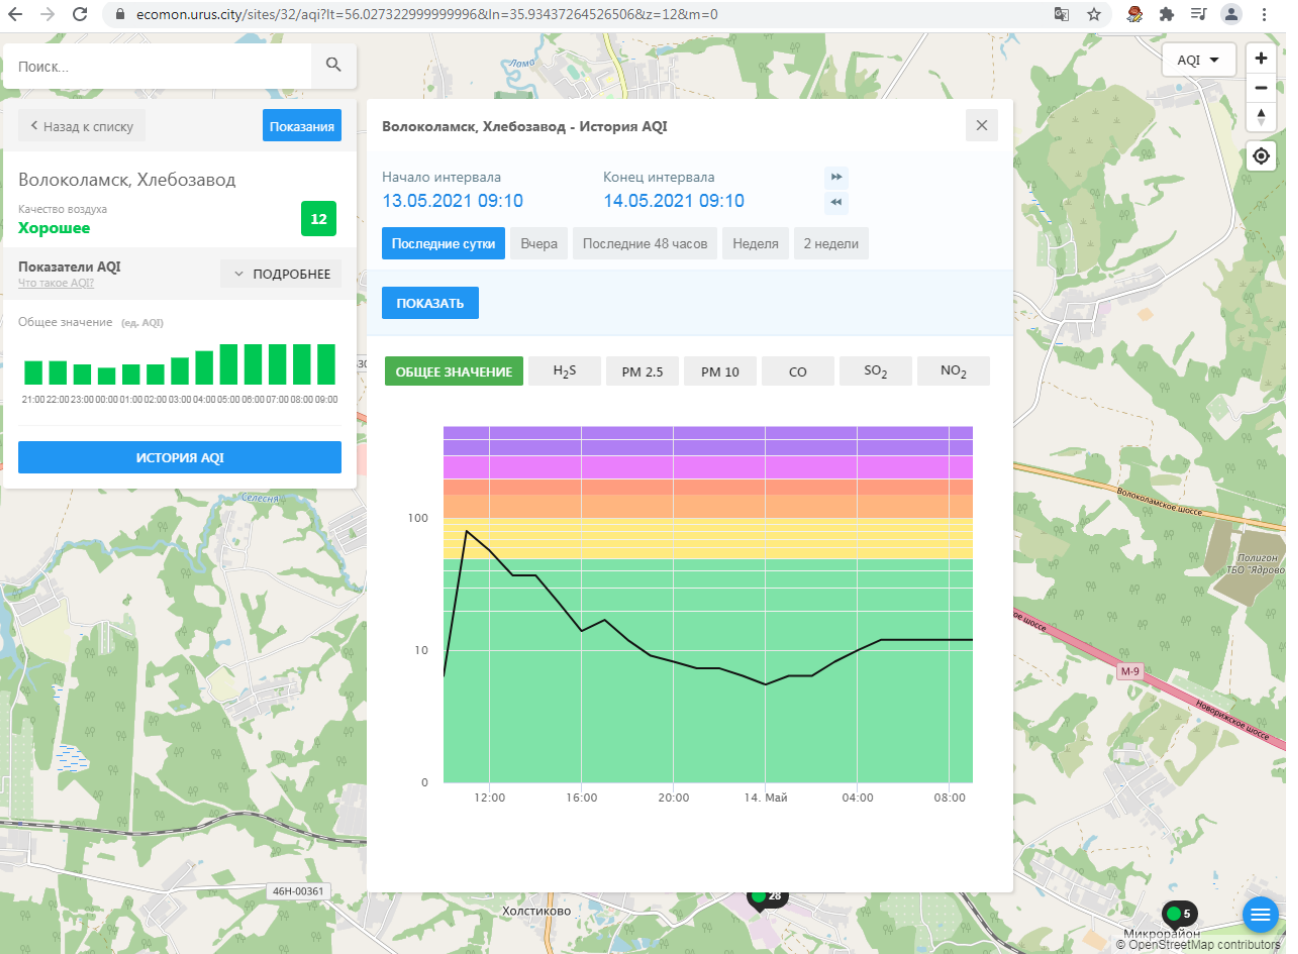 ecomon.urus.city/sites/32/aqi?lt=56.027322999999996&ln=35.93437264526506&z=12&m=0
Поиск...
AQI
Назад к списку
Показания
Волоколамск, Хлебозавод
Качество воздуха
Хорошее
12
Показатели AQI
Что такое AQI?
ПОДРОБНЕЕ
Общее значение (ед. AQI)
21:00 22:00 23:00 00:00 01:00 02:00 03:00 04:00 05:00 06:00 07:00 08:00 09:00
ИСТОРИЯ AQI
Волоколамск, Хлебозавод - История AQI
Начало интервала
Конец интервала
13.05.2021 09:10
14.05.2021 09:10
Последние сутки
Вчера
Последние 48 часов
Неделя
2 недели
ПОКАЗАТЬ
ОБЩЕЕ ЗНАЧЕНИЕ
H2S
PM 2.5
PM 10
CO
SO2
NO2
100
10
0
12:00
16:00
20:00
14. Май
04:00
08:00
Лама
Селесня
Волоколамское шоссе
Полигон
ТБО "Ядрово
ое шоссе
М-9
Новорижское шоссе
46Н-00361
Холстиково
28
5
Микрорайон
© OpenStreetMap contributors